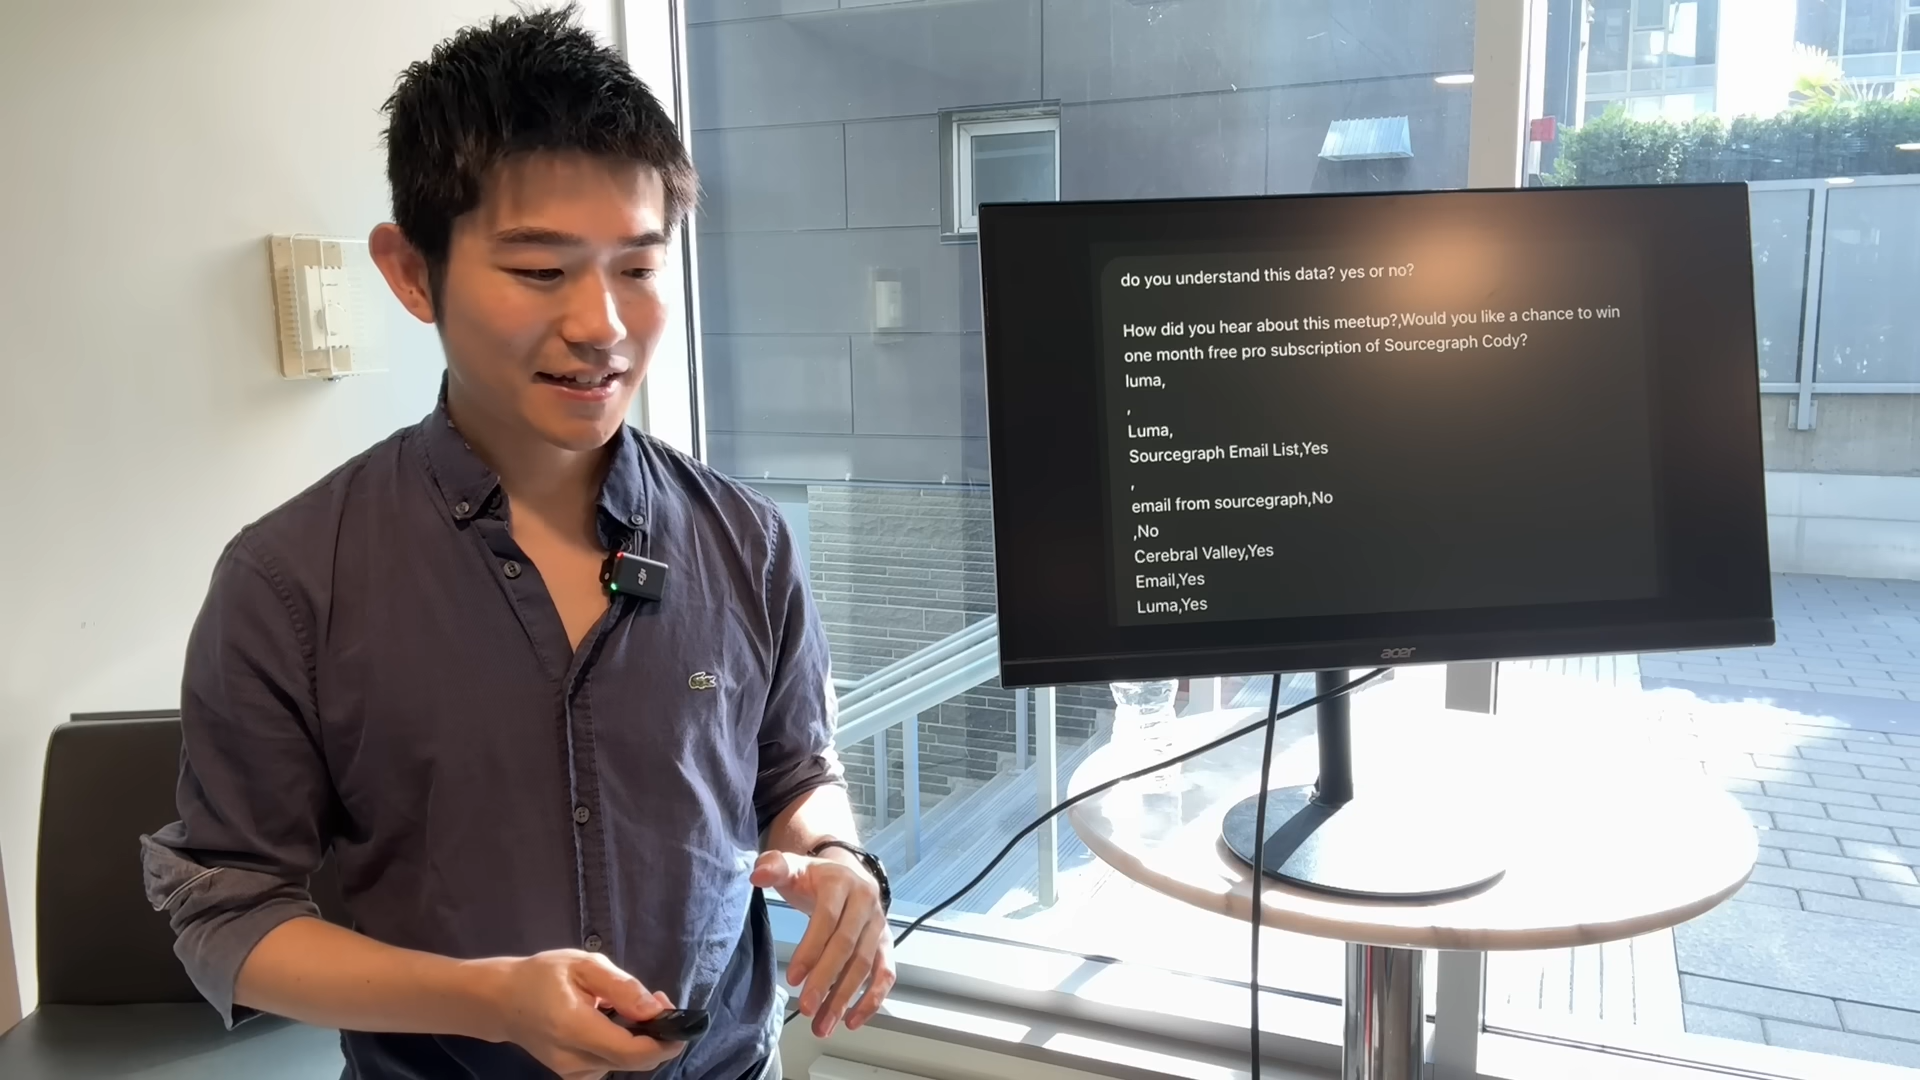 do you understand this data? yes or no?
How did you hear about this meetup?,Would you like a chance to win
one month free pro subscription of Sourcegraph Cody?
luma,
,
Luma,
Sourcegraph Email List,Yes
,
email from sourcegraph,No
,No
Cerebral Valley,Yes
Email,Yes
Luma,Yes
acer
dji